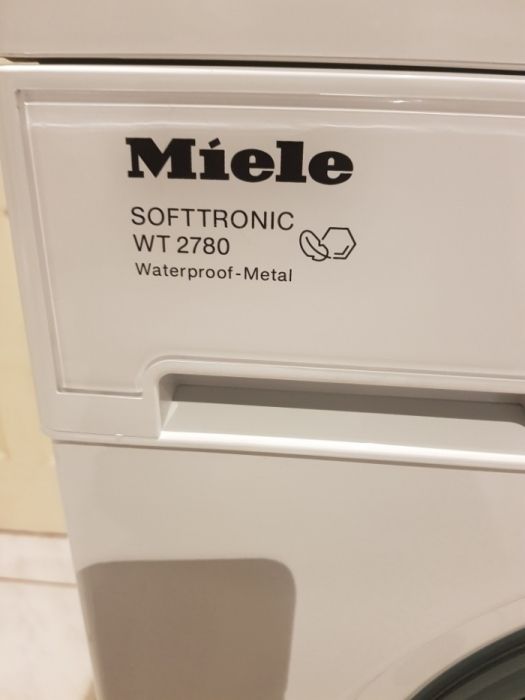 Miele
SOFTTRONIC
WT 2780
Waterproof-Metal